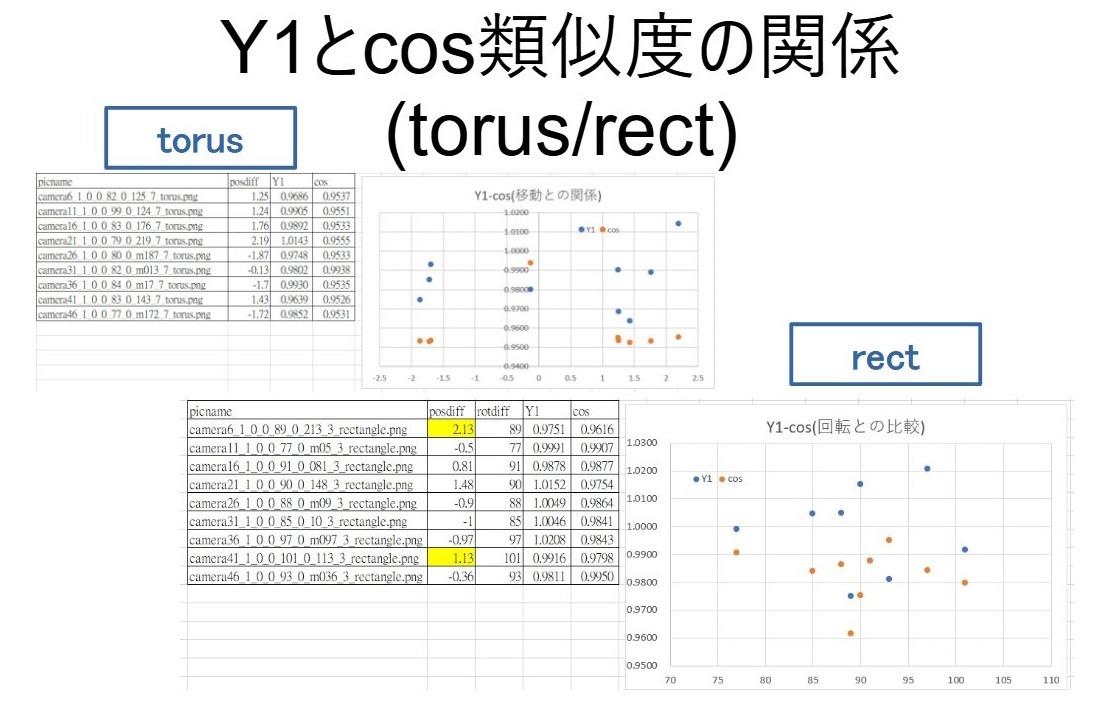 Y1とcos類似度の関係
(torus/rect)
torus
picname posdiff Y1 cos
camera6_1_0_0_82_0_125_7_torus.png 1.25 0.9686 0.9537
camera11_1_0_0_99_0_124_7_torus.png 1.24 0.9905 0.9551
camera16_1_0_0_83_0_176_7_torus.png 1.76 0.9892 0.9533
camera21_1_0_0_79_0_219_7_torus.png 2.19 1.0143 0.9555
camera26_1_0_0_80_0_m187_7_torus.png -1.87 0.9748 0.9533
camera31_1_0_0_82_0_m013_7_torus.png -0.13 0.9802 0.9938
camera36_1_0_0_84_0_m17_7_torus.png -1.7 0.9930 0.9535
camera41_1_0_0_83_0_143_7_torus.png 1.43 0.9639 0.9526
camera46_1_0_0_77_0_m172_7_torus.png -1.72 0.9852 0.9531
Y1-cos(移動との関係)
1.0200
1.0100
Y1 cos
1.0000
0.9900
0.9800
0.9700
0.9600
0.9500
0.9400
-2.5 -2 -1.5 -1 -0.5 0 0.5 1 1.5 2 2.5
rect
picname posdiff rotdiff Y1 cos
camera6_1_0_0_89_0_213_3_rectangle.png 2.13 89 0.9751 0.9616
camera11_1_0_0_77_0_m05_3_rectangle.png -0.5 77 0.9991 0.9907
camera16_1_0_0_91_0_081_3_rectangle.png 0.81 91 0.9878 0.9877
camera21_1_0_0_90_0_148_3_rectangle.png 1.48 90 1.0152 0.9754
camera26_1_0_0_88_0_m09_3_rectangle.png -0.9 88 1.0049 0.9864
camera31_1_0_0_85_0_10_3_rectangle.png -1 85 1.0046 0.9841
camera36_1_0_0_97_0_m097_3_rectangle.png -0.97 97 1.0208 0.9843
camera41_1_0_0_101_0_113_3_rectangle.png 1.13 101 0.9916 0.9798
camera46_1_0_0_93_0_m036_3_rectangle.png -0.36 93 0.9811 0.9950
Y1-cos(回転との比較)
1.0300
1.0200
Y1 cos
1.0100
1.0000
0.9900
0.9800
0.9700
0.9600
0.9500
70 75 80 85 90 95 100 105 110